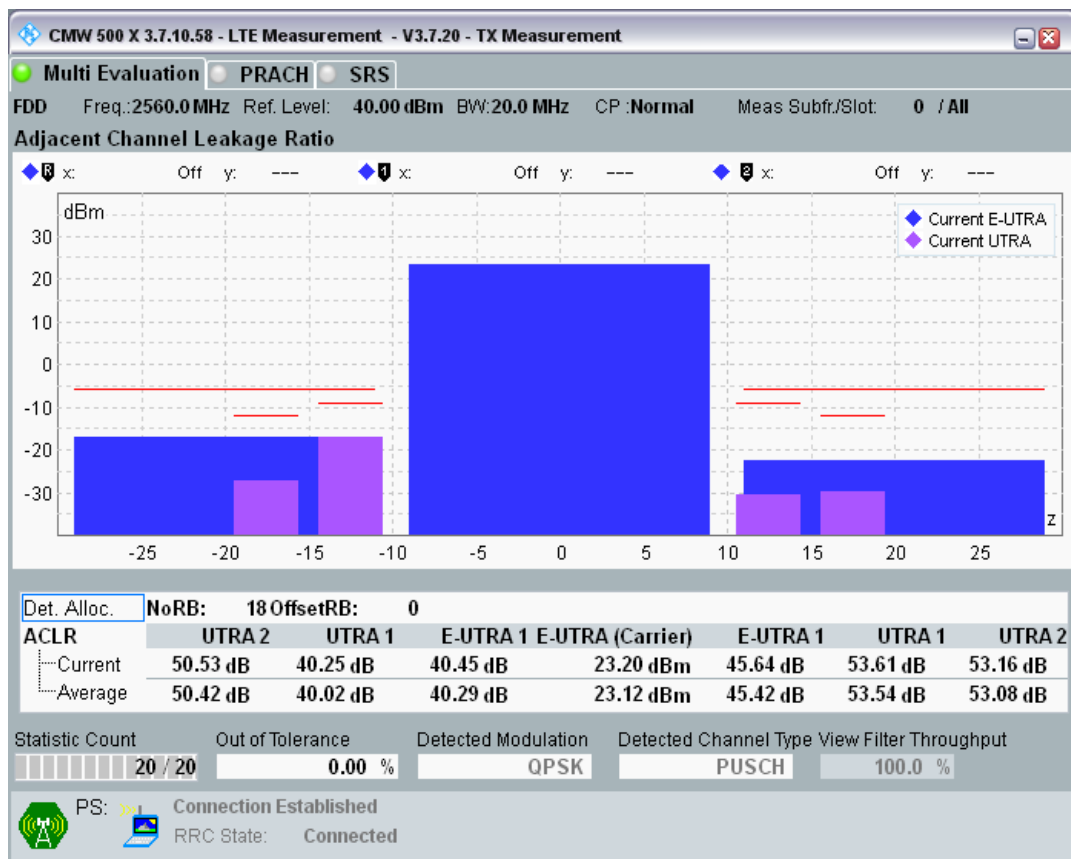 CMW 500 X 3.7.10.58 - LTE Measurement - V3.7.20 - TX Measurement
Multi Evaluation PRACH SRS
FDD Freq.:2560.0 MHz Ref. Level: 40.00 dBm BW:20.0 MHz CP :Normal Meas Subfr./Slot: 0 / All
Adjacent Channel Leakage Ratio
R x: Off y: --- 1 x: Off y: --- 2 x: Off y: ---
dBm
Current E-UTRA
Current UTRA
30
20
10
0
-10
-20
-30
z
-25 -20 -15 -10 -5 0 5 10 15 20 25
Det. Alloc. NoRB: 18 OffsetRB: 0
ACLR UTRA 2 UTRA 1 E-UTRA 1 E-UTRA (Carrier) E-UTRA 1 UTRA 1 UTRA 2
Current 50.53 dB 40.25 dB 40.45 dB 23.20 dBm 45.64 dB 53.61 dB 53.16 dB
Average 50.42 dB 40.02 dB 40.29 dB 23.12 dBm 45.42 dB 53.54 dB 53.08 dB
Statistic Count Out of Tolerance Detected Modulation Detected Channel Type View Filter Throughput
20 / 20 0.00 % QPSK PUSCH 100.0 %
PS: Connection Established
RRC State: Connected